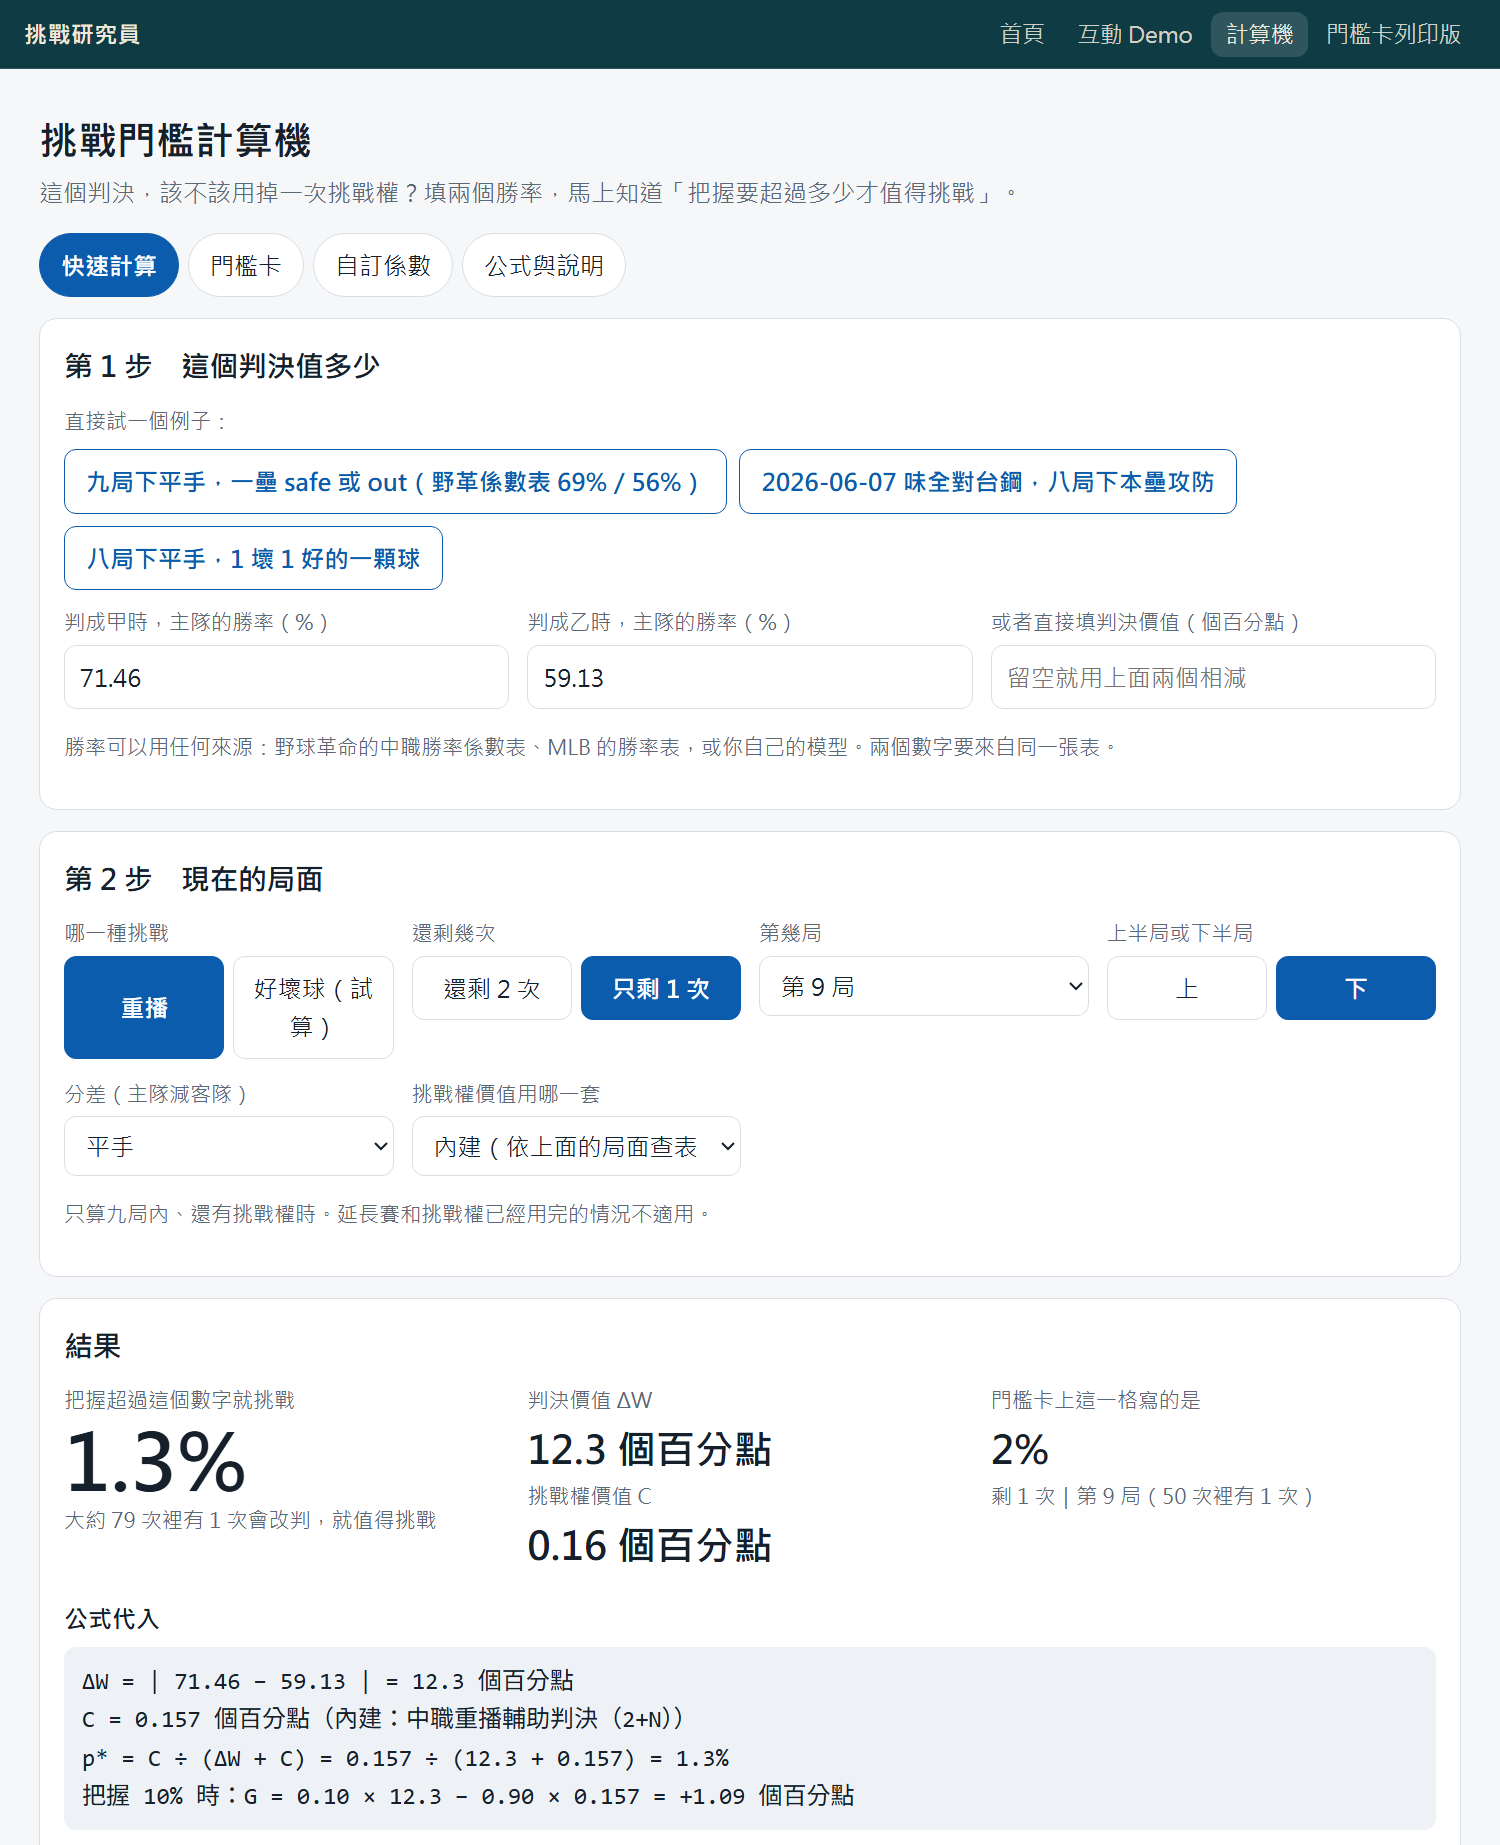 挑戰研究員
首頁 互動 Demo 計算機 門檻卡列印版
挑戰門檻計算機
這個判決，該不該用掉一次挑戰權？填兩個勝率，馬上知道「把握要超過多少才值得挑戰」。
快速計算 門檻卡 自訂係數 公式與說明
第 1 步　這個判決值多少
直接試一個例子：
九局下平手，一壘 safe 或 out（野革係數表 69% / 56%）
2026-06-07 味全對台鋼，八局下本壘攻防
八局下平手，1 壞 1 好的一顆球
判成甲時，主隊的勝率（%） 判成乙時，主隊的勝率（%） 或者直接填判決價值（個百分點）
71.46 59.13 留空就用上面兩個相減
勝率可以用任何來源：野球革命的中職勝率係數表、MLB 的勝率表，或你自己的模型。兩個數字要來自同一張表。
第 2 步　現在的局面
哪一種挑戰 還剩幾次 第幾局 上半局或下半局
重播 好壞球（試算） 還剩 2 次 只剩 1 次 第 9 局 上 下
分差（主隊減客隊） 挑戰權價值用哪一套
平手 內建（依上面的局面查表
只算九局內、還有挑戰權時。延長賽和挑戰權已經用完的情況不適用。
結果
把握超過這個數字就挑戰
1.3%
大約 79 次裡有 1 次會改判，就值得挑戰
判決價值 ΔW
12.3 個百分點
挑戰權價值 C
0.16 個百分點
門檻卡上這一格寫的是
2%
剩 1 次 | 第 9 局（50 次裡有 1 次）
公式代入
ΔW = | 71.46 − 59.13 | = 12.3 個百分點
C = 0.157 個百分點（內建：中職重播輔助判決（2+N））
p* = C ÷ (ΔW + C) = 0.157 ÷ (12.3 + 0.157) = 1.3%
把握 10% 時：G = 0.10 × 12.3 − 0.90 × 0.157 = +1.09 個百分點